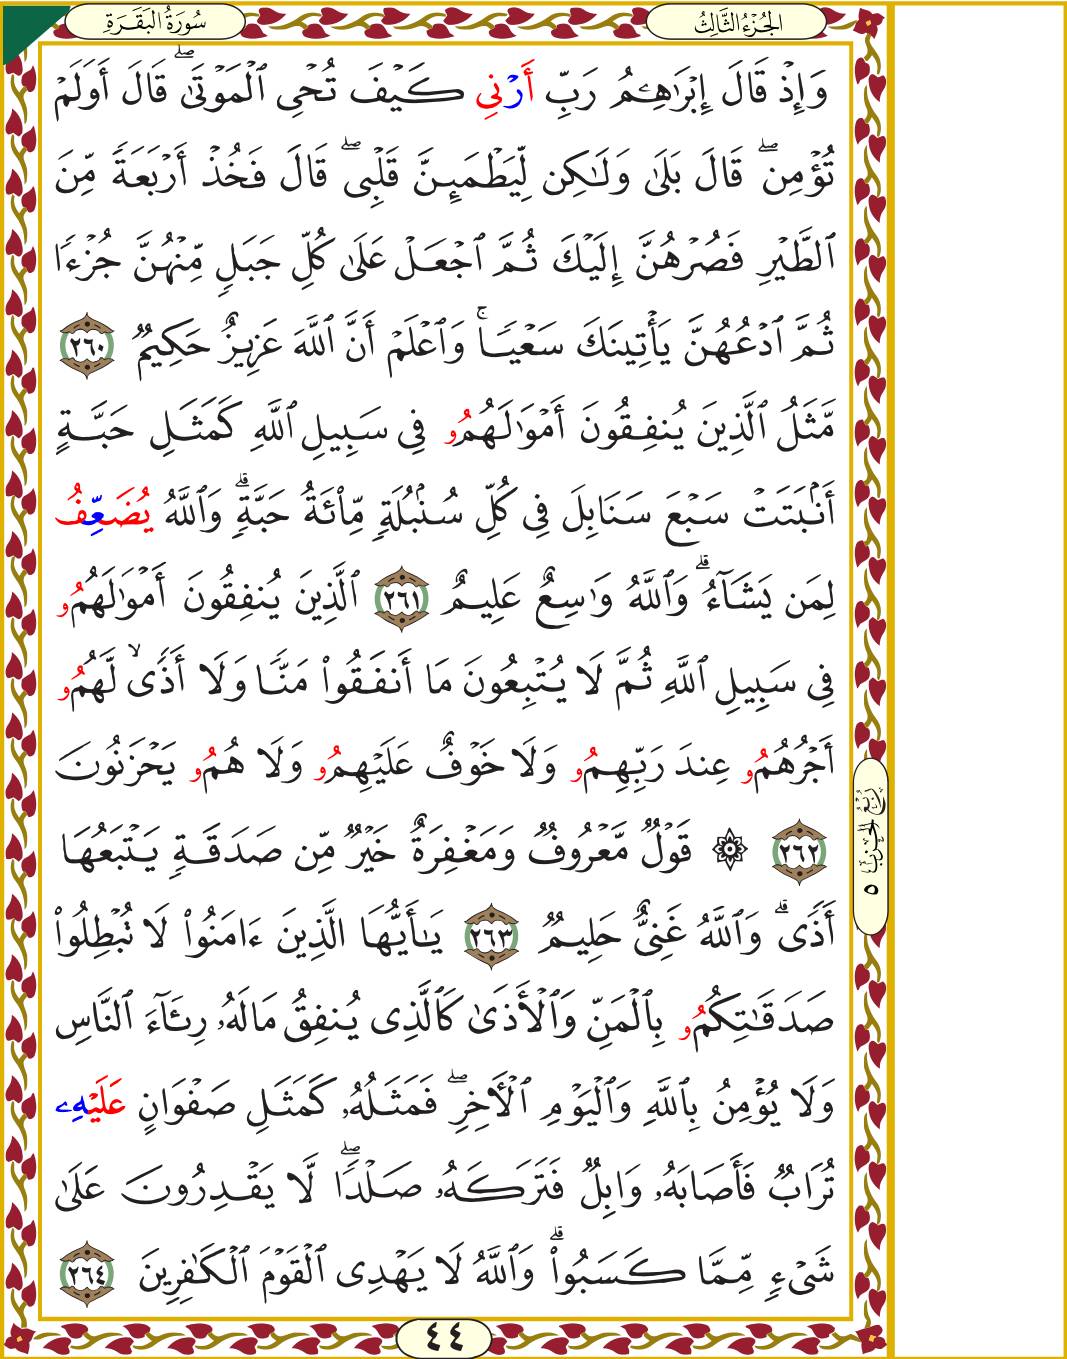 سُورَةُ البَقَرَةِ
الجُزْءُ الثَّالِثُ
وَإِذْ قَالَ إِبْرَٰهِـۧمُ رَبِّ أَرْنِي كَيْفَ تُحْيِ ٱلْمَوْتَىٰۖ قَالَ أَوَلَمْ
تُؤْمِنۖ قَالَ بَلَىٰ وَلَـٰكِن لِّيَطْمَئِنَّ قَلْبِيۖ قَالَ فَخُذْ أَرْبَعَةً مِّنَ
ٱلطَّيْرِ فَصُرْهُنَّ إِلَيْكَ ثُمَّ ٱجْعَلْ عَلَىٰ كُلِّ جَبَلٍ مِّنْهُنَّ جُزْءًا
ثُمَّ ٱدْعُهُنَّ يَأْتِينَكَ سَعْيًاۚ وَٱعْلَمْ أَنَّ ٱللَّهَ عَزِيزٌ حَكِيمٌ ٢٦٠
مَّثَلُ ٱلَّذِينَ يُنفِقُونَ أَمْوَٰلَهُمُو فِي سَبِيلِ ٱللَّهِ كَمَثَلِ حَبَّةٍ
أَنۢبَتَتْ سَبْعَ سَنَابِلَ فِي كُلِّ سُنۢبُلَةٍ مِّاْئَةُ حَبَّةٍۗ وَٱللَّهُ يُضَعِّفُ
لِمَن يَشَآءُۗ وَٱللَّهُ وَٰسِعٌ عَلِيمٌ ٢٦١ ٱلَّذِينَ يُنفِقُونَ أَمْوَٰلَهُمُو
فِي سَبِيلِ ٱللَّهِ ثُمَّ لَا يُتْبِعُونَ مَا أَنفَقُواْ مَنًّا وَلَا أَذًىۙ لَّهُمُو
أَجْرُهُمُو عِندَ رَبِّهِمُو وَلَا خَوْفٌ عَلَيْهِمُو وَلَا هُمُو يَحْزَنُونَ
٢٦٢ ۞ قَوْلٌ مَّعْرُوفٌ وَمَغْفِرَةٌ خَيْرٌ مِّن صَدَقَةٍ يَتْبَعُهَا
أَذًىۗ وَٱللَّهُ غَنِيٌّ حَلِيمٌ ٢٦٣ يَـٰأَيُّهَا ٱلَّذِينَ ءَامَنُواْ لَا تُبْطِلُواْ
صَدَقَـٰتِكُمُو بِٱلْمَنِّ وَٱلْأَذَىٰ كَٱلَّذِي يُنفِقُ مَالَهُۥ رِئَآءَ ٱلنَّاسِ
وَلَا يُؤْمِنُ بِٱللَّهِ وَٱلْيَوْمِ ٱلْأَخِرِۖ فَمَثَلُهُۥ كَمَثَلِ صَفْوَانٍ عَلَيْهِۦ
تُرَابٌ فَأَصَابَهُۥ وَابِلٌ فَتَرَكَهُۥ صَلْدًاۖ لَّا يَقْدِرُونَ عَلَىٰ
شَيْءٍ مِّمَّا كَسَبُواْۗ وَٱللَّهُ لَا يَهْدِي ٱلْقَوْمَ ٱلْكَـٰفِرِينَ ٢٦٤
رُبْعُ الحِزْبِ ٥
٤٤